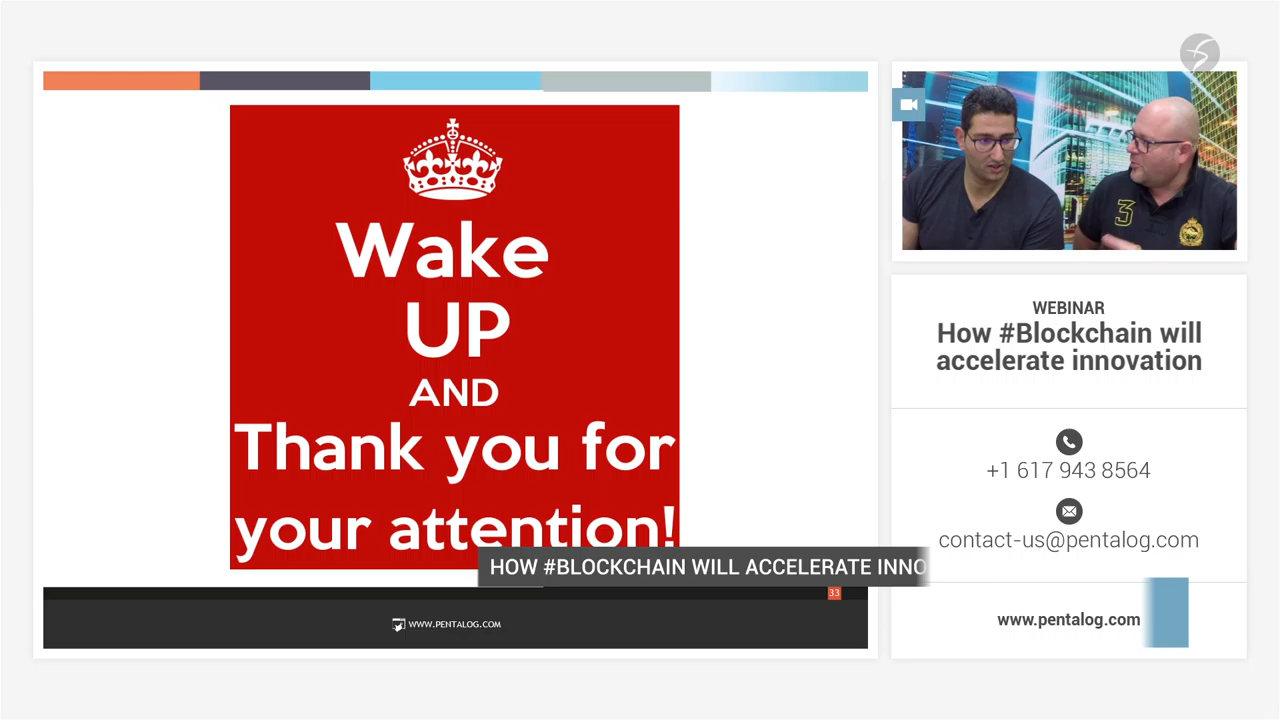 Wake
UP
AND
Thank you for
your attention!
HOW #BLOCKCHAIN WILL ACCELERATE INNO
33
WWW.PENTALOG.COM
3
WEBINAR
How #Blockchain will
accelerate innovation
+1 617 943 8564
contact-us@pentalog.com
www.pentalog.com